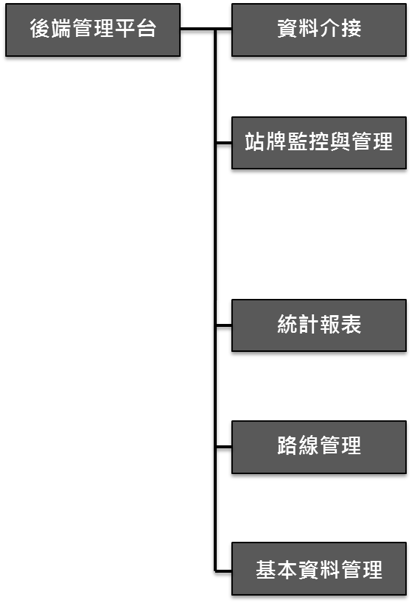 後端管理平台
資料介接
站牌監控與管理
統計報表
路線管理
基本資料管理